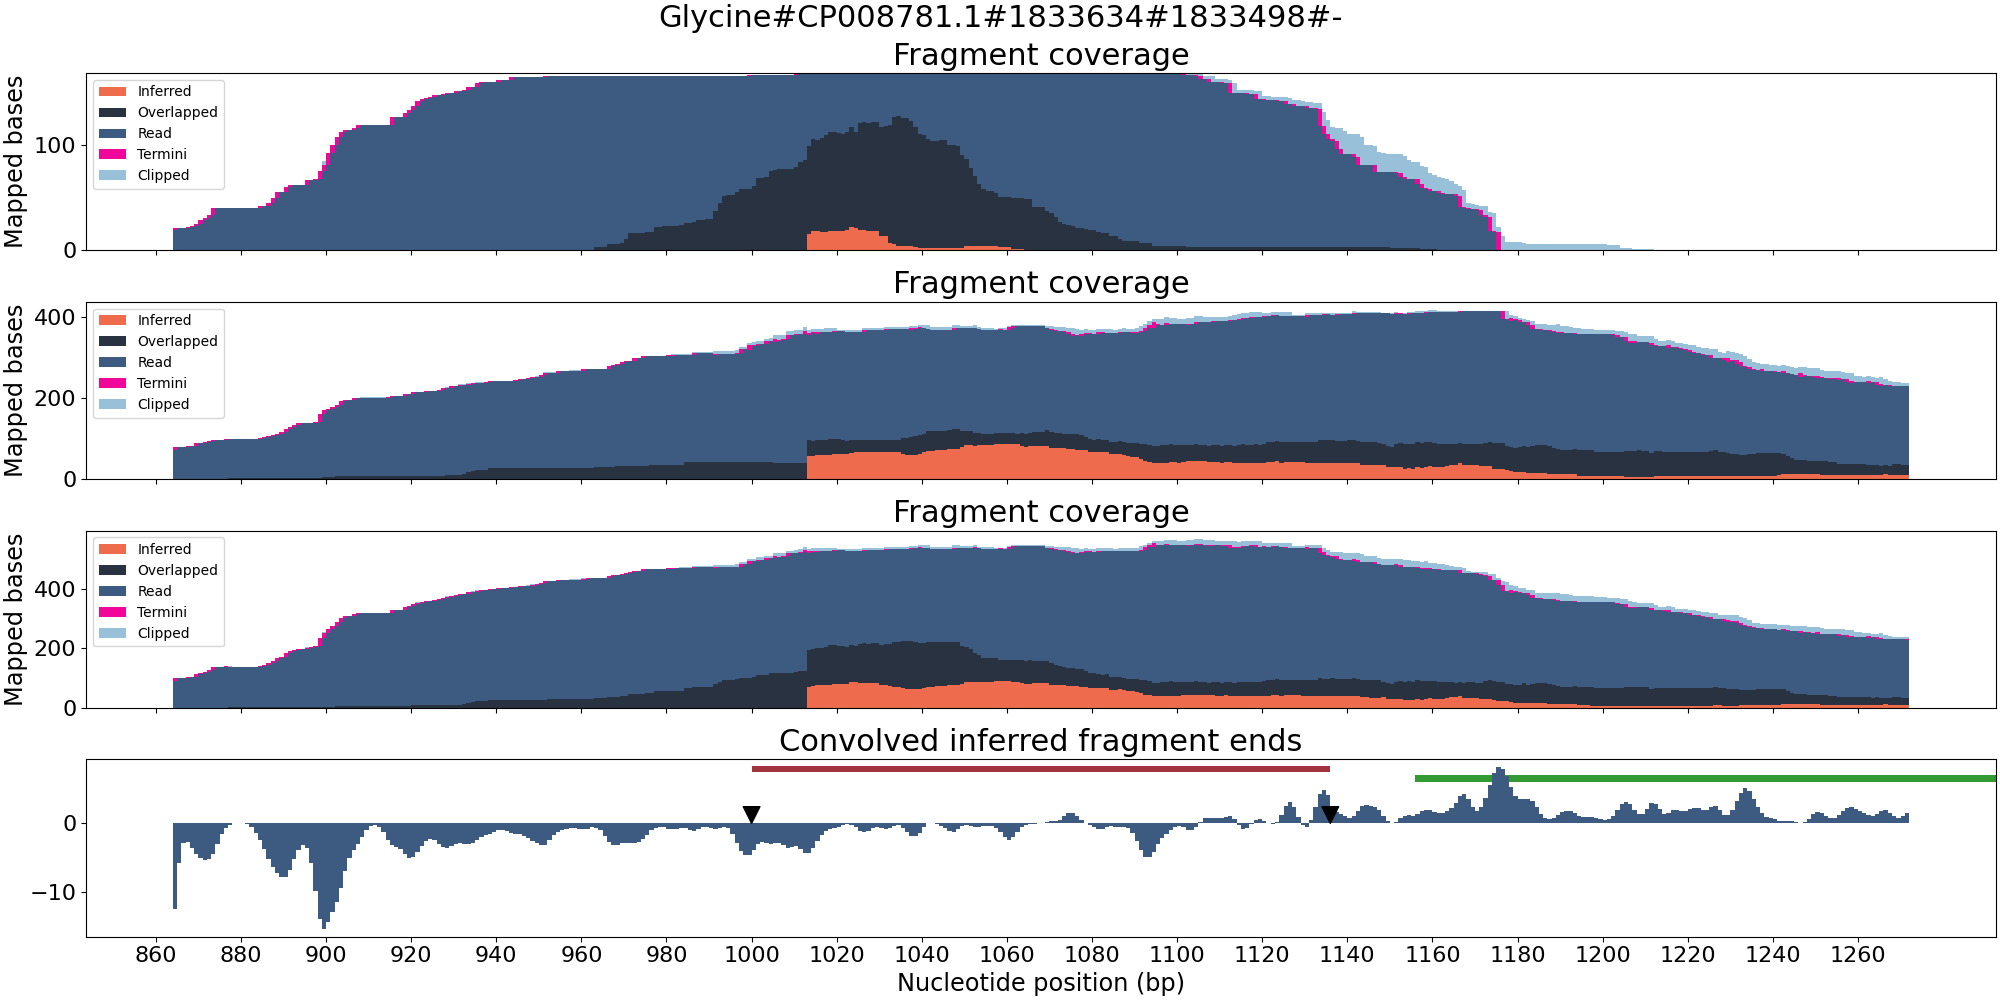 Glycine#CP008781.1#1833634#1833498#-
Fragment coverage
Mapped bases
100
0
Inferred
Overlapped
Read
Termini
Clipped
Fragment coverage
Mapped bases
400
200
0
Inferred
Overlapped
Read
Termini
Clipped
Fragment coverage
Mapped bases
400
200
0
Inferred
Overlapped
Read
Termini
Clipped
Convolved inferred fragment ends
0
−10
860 880 900 920 940 960 980 1000 1020 1040 1060 1080 1100 1120 1140 1160 1180 1200 1220 1240 1260
Nucleotide position (bp)